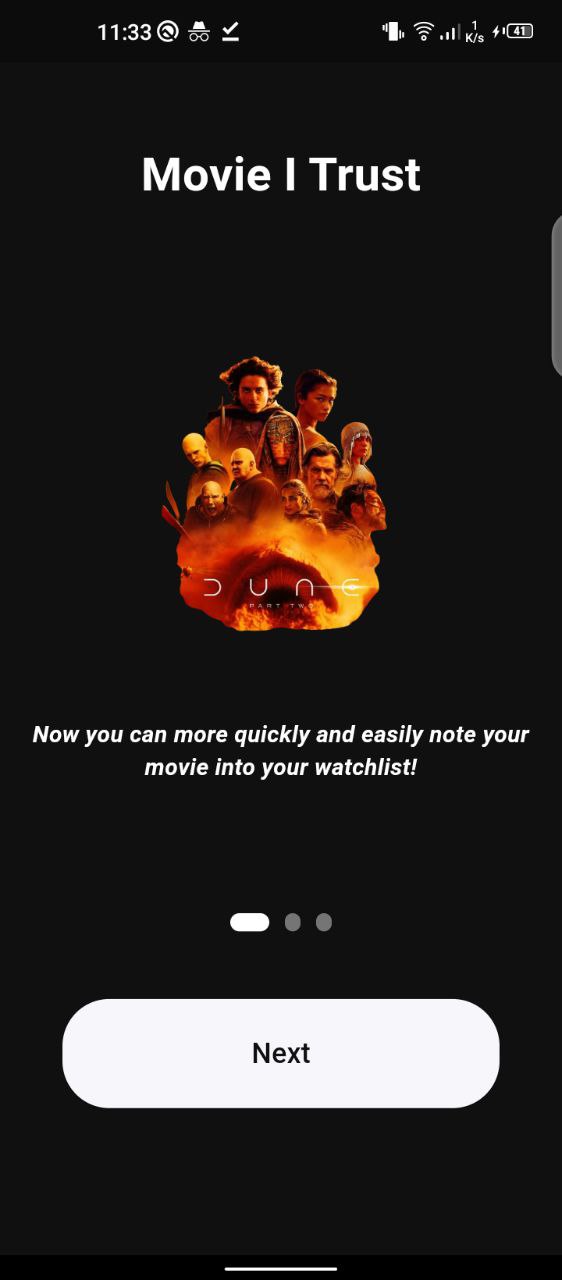 11:33
1
K/s
41
Movie I Trust
DUNE
PART TWO
Now you can more quickly and easily note your
movie into your watchlist!
Next